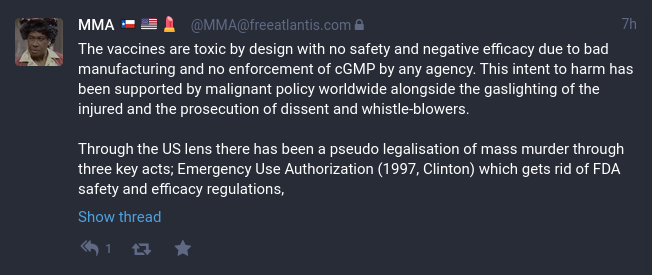 MMA 🇨🇱 🇺🇸 💄 @MMA@freeatlantis.com 7h
The vaccines are toxic by design with no safety and negative efficacy due to bad
manufacturing and no enforcement of cGMP by any agency. This intent to harm has
been supported by malignant policy worldwide alongside the gaslighting of the
injured and the prosecution of dissent and whistle-blowers.
Through the US lens there has been a pseudo legalisation of mass murder through
three key acts; Emergency Use Authorization (1997, Clinton) which gets rid of FDA
safety and efficacy regulations,
Show thread
1